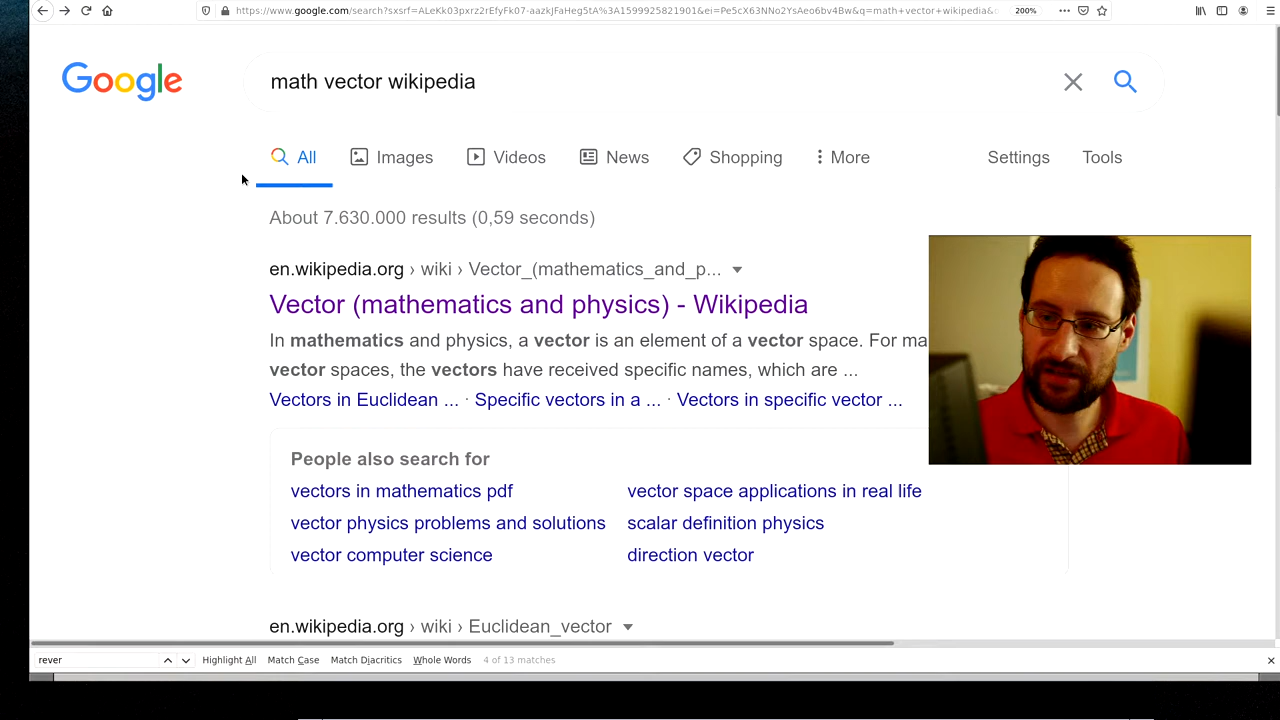 https://www.google.com/search?sxsrf=ALeKk03pxrz2rEfyFk07-aazkJFaHeg5tA%3A1599925821901&ei=Pe5cX63NNo2YsAeo6bv4Bw&q=math+vector+wikipedia&
200%
Google
math vector wikipedia
All
Images
Videos
News
Shopping
More
Settings
Tools
About 7.630.000 results (0,59 seconds)
en.wikipedia.org › wiki › Vector_(mathematics_and_p...
Vector (mathematics and physics) - Wikipedia
In mathematics and physics, a vector is an element of a vector space. For ma
vector spaces, the vectors have received specific names, which are ...
Vectors in Euclidean ... · Specific vectors in a ... · Vectors in specific vector ...
People also search for
vectors in mathematics pdf
vector space applications in real life
vector physics problems and solutions
scalar definition physics
vector computer science
direction vector
en.wikipedia.org › wiki › Euclidean_vector
rever
Highlight All
Match Case
Match Diacritics
Whole Words
4 of 13 matches